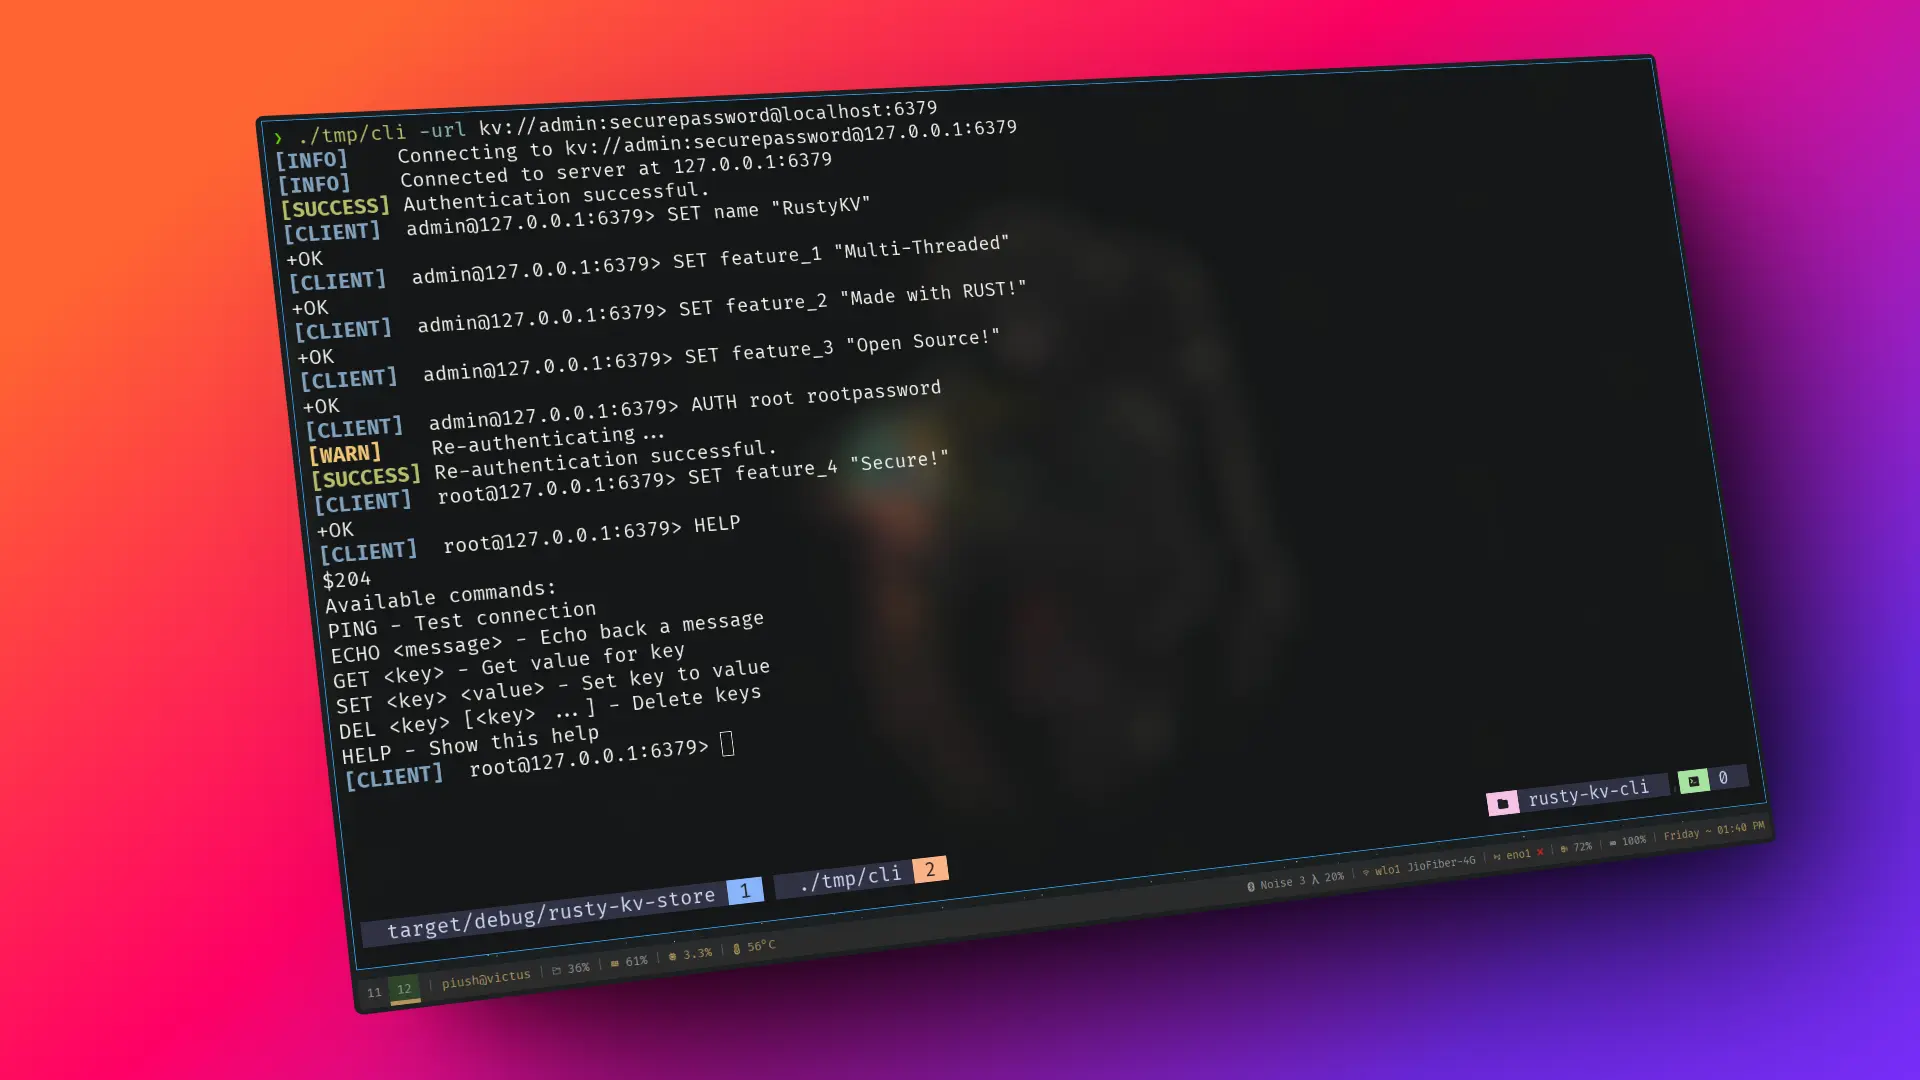 ❯ ./tmp/cli -url kv://admin:securepassword@localhost:6379
[INFO] Connecting to kv://admin:securepassword@127.0.0.1:6379
[INFO] Connected to server at 127.0.0.1:6379
[SUCCESS] Authentication successful.
[CLIENT] admin@127.0.0.1:6379> SET name "RustyKV"
+OK
[CLIENT] admin@127.0.0.1:6379> SET feature_1 "Multi-Threaded"
+OK
[CLIENT] admin@127.0.0.1:6379> SET feature_2 "Made with RUST!"
+OK
[CLIENT] admin@127.0.0.1:6379> SET feature_3 "Open Source!"
+OK
[CLIENT] admin@127.0.0.1:6379> AUTH root rootpassword
[WARN] Re-authenticating...
[SUCCESS] Re-authentication successful.
[CLIENT] root@127.0.0.1:6379> SET feature_4 "Secure!"
+OK
[CLIENT] root@127.0.0.1:6379> HELP
$204
Available commands:
PING - Test connection
ECHO <message> - Echo back a message
GET <key> - Get value for key
SET <key> <value> - Set key to value
DEL <key> [<key> ...] - Delete keys
HELP - Show this help
[CLIENT] root@127.0.0.1:6379>
rusty-kv-cli 0
target/debug/rusty-kv-store 1 ./tmp/cli 2
11 12 | piush@victus | 36% | 61% | 3.3% | 56°C
Noise 3 20% | wlo1 JioFiber-4G | eno1 ✗ | 72% | 100% | Friday ~ 01:40 PM